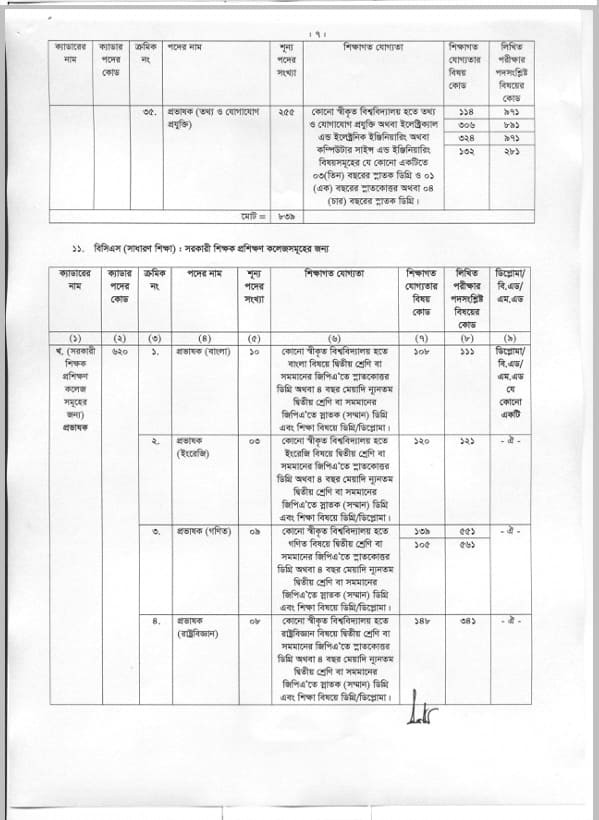 । ৭ ।
ক্যাডারের নাম
ক্যাডার পদের কোড
ক্রমিক নং
পদের নাম
শূন্য পদের সংখ্যা
শিক্ষাগত যোগ্যতা
শিক্ষাগত যোগ্যতার বিষয় কোড
লিখিত পরীক্ষার পদসংশ্লিষ্ট বিষয়ের কোড
৩৫.
প্রভাষক (তথ্য ও যোগাযোগ
প্রযুক্তি)
২৫৫
কোনো স্বীকৃত বিশ্ববিদ্যালয় হতে তথ্য
ও যোগাযোগ প্রযুক্তি অথবা ইলেক্ট্রিক্যাল
এন্ড ইলেক্ট্রনিক ইঞ্জিনিয়ারিং অথবা
কম্পিউটার সাইন্স এন্ড ইঞ্জিনিয়ারিং
বিষয়সমূহের যে কোনো একটিতে
০৩(তিন) বছরের স্নাতক ডিগ্রি ও ০১
(এক) বছরের স্নাতকোত্তর অথবা ০৪
(চার) বছরের স্নাতক ডিগ্রি।
১১৪ ৯৭১
৩০৬ ৮৯১
৩২৪ ৯৭১
১৩২ ২৮১
মোট = ৮৩৯
১১. বিসিএস (সাধারণ শিক্ষা) : সরকারী শিক্ষক প্রশিক্ষণ কলেজসমূহের জন্য
ক্যাডারের নাম
ক্যাডার পদের কোড
ক্রমিক নং
পদের নাম
শূন্য পদের সংখ্যা
শিক্ষাগত যোগ্যতা
শিক্ষাগত যোগ্যতার বিষয় কোড
লিখিত পরীক্ষার পদসংশ্লিষ্ট বিষয়ের কোড
ডিপ্লোমা/ বি.এড/ এম.এড
(১) (২) (৩) (৪) (৫) (৬) (৭) (৮) (৯)
খ. (সরকারী
শিক্ষক
প্রশিক্ষণ
কলেজ
সমূহের
জন্য)
প্রভাষক
৬২০
১.
প্রভাষক (বাংলা)
১০
কোনো স্বীকৃত বিশ্ববিদ্যালয় হতে
বাংলা বিষয়ে দ্বিতীয় শ্রেণি বা
সমমানের জিপিএ'তে স্নাতকোত্তর
ডিগ্রি অথবা ৪ বছর মেয়াদি ন্যূনতম
দ্বিতীয় শ্রেণি বা সমমানের
জিপিএ'তে স্নাতক (সম্মান) ডিগ্রি
এবং শিক্ষা বিষয়ে ডিগ্রি/ডিপ্লোমা।
১০৮
১১১
ডিপ্লোমা/
বি.এড/
এম.এড
যে
কোনো
একটি
২.
প্রভাষক
(ইংরেজি)
০৩
কোনো স্বীকৃত বিশ্ববিদ্যালয় হতে
ইংরেজি বিষয়ে দ্বিতীয় শ্রেণি বা
সমমানের জিপিএ'তে স্নাতকোত্তর
ডিগ্রি অথবা ৪ বছর মেয়াদি ন্যূনতম
দ্বিতীয় শ্রেণি বা সমমানের
জিপিএ'তে স্নাতক (সম্মান) ডিগ্রি
এবং শিক্ষা বিষয়ে ডিগ্রি/ডিপ্লোমা।
১২০
১২১
- ঐ -
৩.
প্রভাষক (গণিত)
০৯
কোনো স্বীকৃত বিশ্ববিদ্যালয় হতে
গণিত বিষয়ে দ্বিতীয় শ্রেণি বা
সমমানের জিপিএ'তে স্নাতকোত্তর
ডিগ্রি অথবা ৪ বছর মেয়াদি ন্যূনতম
দ্বিতীয় শ্রেণি বা সমমানের
জিপিএ'তে স্নাতক (সম্মান) ডিগ্রি
এবং শিক্ষা বিষয়ে ডিগ্রি/ডিপ্লোমা।
১৩৯ ৫৫১
১০৫ ৫৬১
- ঐ -
৪.
প্রভাষক
(রাষ্ট্রবিজ্ঞান)
০৮
কোনো স্বীকৃত বিশ্ববিদ্যালয় হতে
রাষ্ট্রবিজ্ঞান বিষয়ে দ্বিতীয় শ্রেণি বা
সমমানের জিপিএ'তে স্নাতকোত্তর
ডিগ্রি অথবা ৪ বছর মেয়াদি ন্যূনতম
দ্বিতীয় শ্রেণি বা সমমানের
জিপিএ'তে স্নাতক (সম্মান) ডিগ্রি
এবং শিক্ষা বিষয়ে ডিগ্রি/ডিপ্লোমা।
১৪৮
৩৪১
- ঐ -